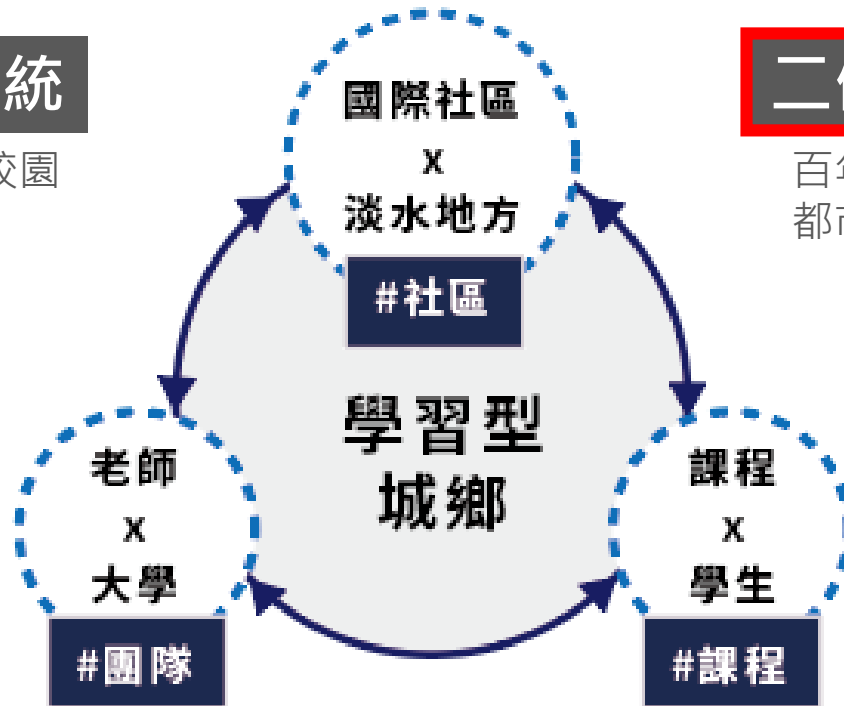 統
校園
二
百
都
國際社區
x
淡水地方
#社區
學習型
城鄉
老師
x
大學
#團隊
課程
x
學生
#課程